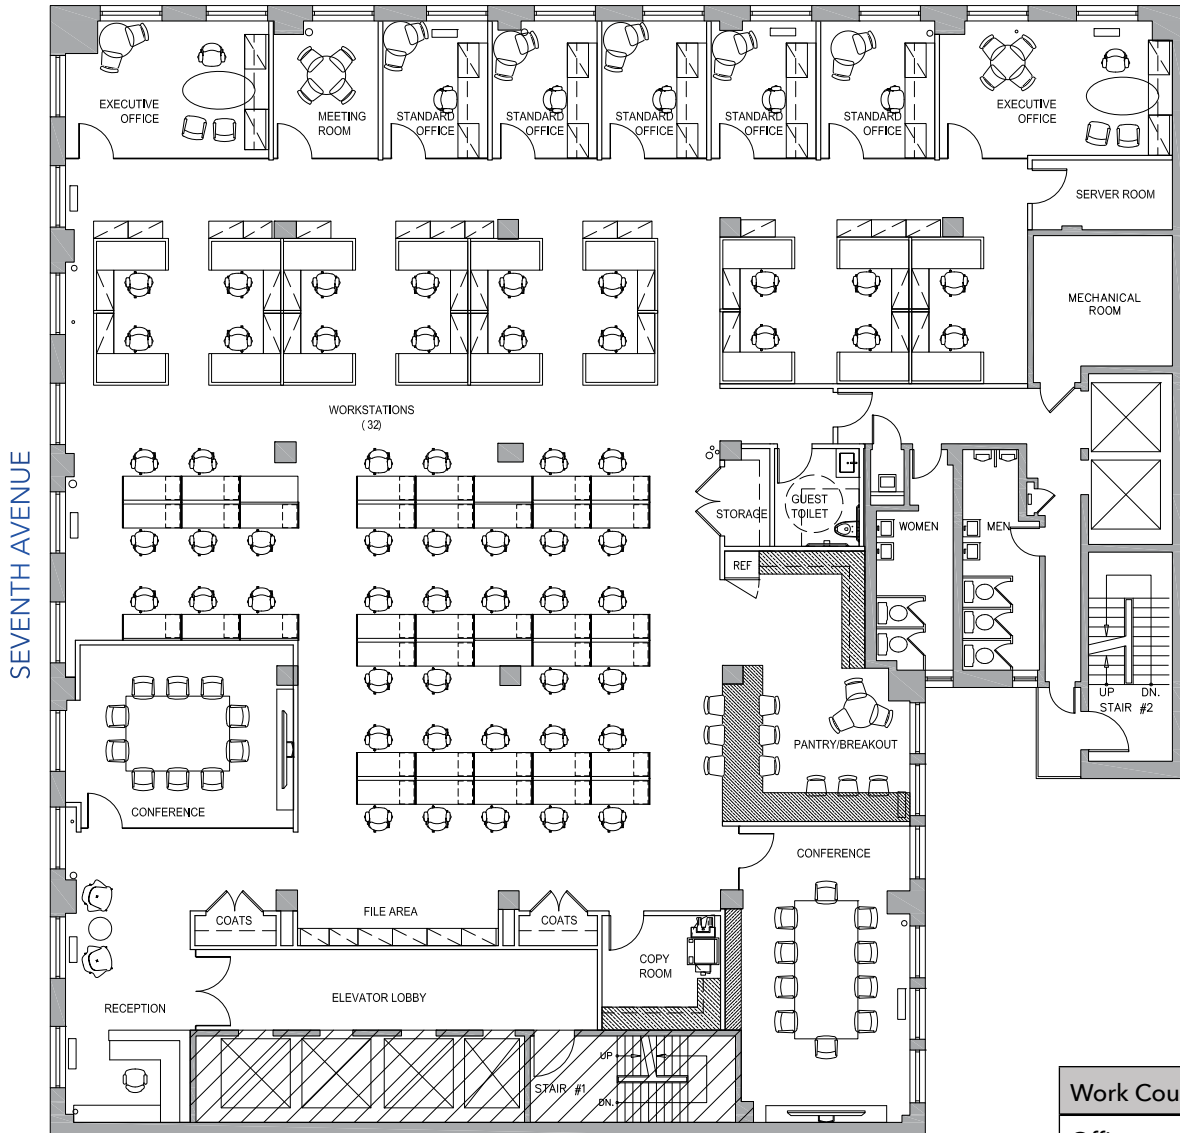 EXECUTIVE
OFFICE
MEETING
ROOM
STANDARD
OFFICE
STANDARD
OFFICE
STANDARD
OFFICE
STANDARD
OFFICE
STANDARD
OFFICE
EXECUTIVE
OFFICE
SERVER ROOM
MECHANICAL
ROOM
WORKSTATIONS
(32)
SEVENTH AVENUE
STORAGE
GUEST
TOILET
WOMEN
MEN
REF
UP DN.
STAIR #2
PANTRY/BREAKOUT
CONFERENCE
CONFERENCE
COATS
FILE AREA
COATS
COPY
ROOM
ELEVATOR LOBBY
RECEPTION
UP
STAIR #1
DN.
Work Cou